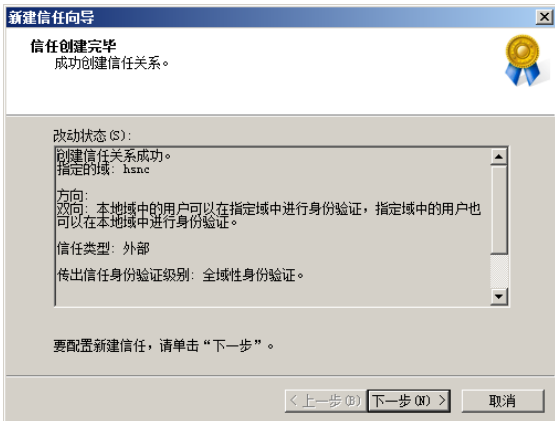 新建信任向导
信任创建完毕
成功创建信任关系。
改动状态(S):
创建信任关系成功。
指定的域: hsnc
方向:
双向: 本地域中的用户可以在指定域中进行身份验证，指定域中的用户也
可以在本地域中进行身份验证。
信任类型: 外部
传出信任身份验证级别: 全域性身份验证。
要配置新建信任，请单击“下一步”。
< 上一步(B) 下一步(N) > 取消